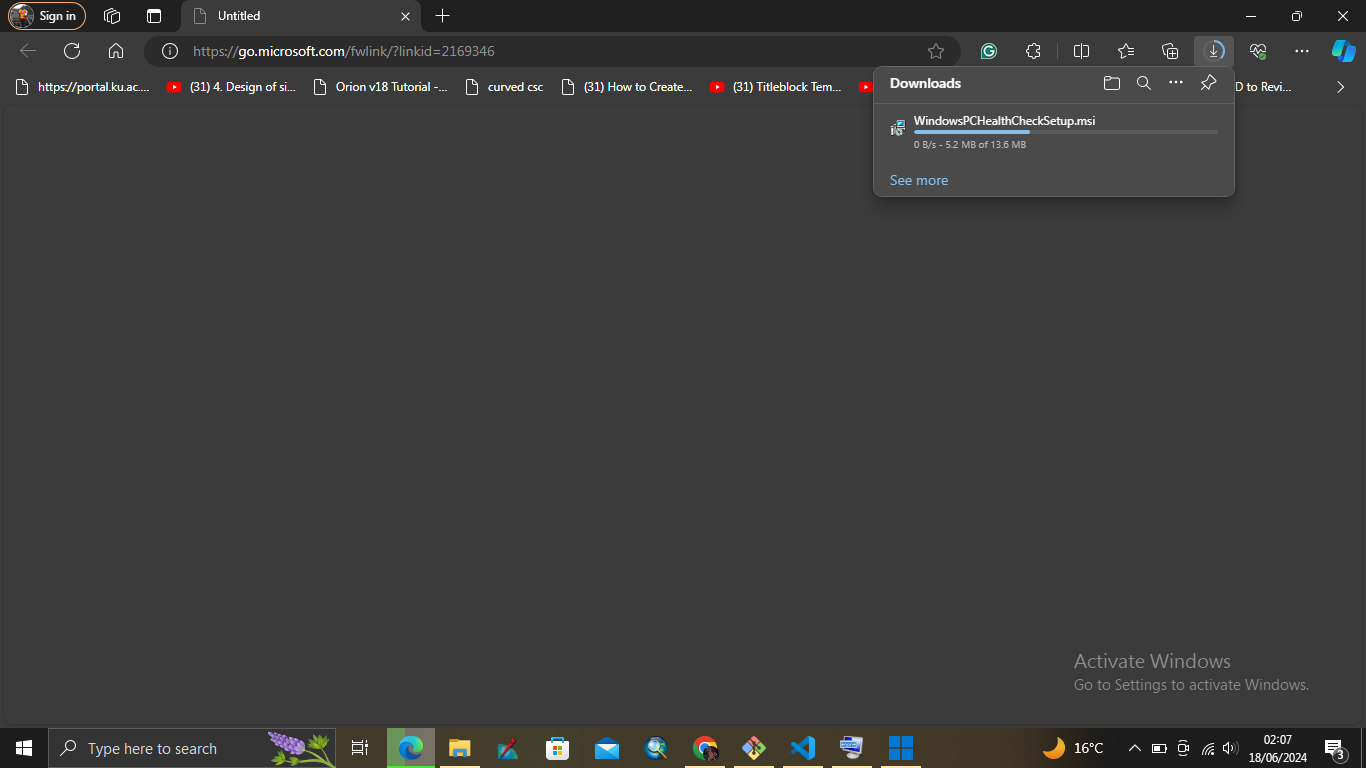 Sign in
Untitled
https://go.microsoft.com/fwlink/?linkid=2169346
https://portal.ku.ac....
(31) 4. Design of si...
Orion v18 Tutorial -...
curved csc
(31) How to Create...
(31) Titleblock Tem...
D to Revi...
Downloads
WindowsPCHealthCheckSetup.msi
0 B/s - 5.2 MB of 13.6 MB
See more
Activate Windows
Go to Settings to activate Windows.
Type here to search
16°C
02:07
18/06/2024
3